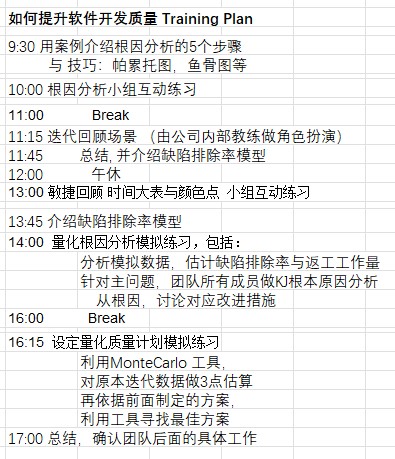 如何提升软件开发质量 Training Plan
9:30 用案例介绍根因分析的5个步骤
与 技巧：帕累托图，鱼骨图等
10:00 根因分析小组互动练习
11:00 Break
11:15 迭代回顾场景 （由公司内部教练做角色扮演）
11:45 总结, 并介绍缺陷排除率模型
12:00 午休
13:00 敏捷回顾 时间大表与颜色点 小组互动练习
13:45 介绍缺陷排除率模型
14:00 量化根因分析模拟练习，包括：
分析模拟数据，估计缺陷排除率与返工工作量
针对主问题，团队所有成员做KJ根本原因分析
从根因，讨论对应改进措施
16:00 Break
16:15 设定量化质量计划模拟练习
利用MonteCarlo 工具，
对原本迭代数据做3点估算
再依据前面制定的方案，
利用工具寻找最佳方案
17:00 总结，确认团队后面的具体工作